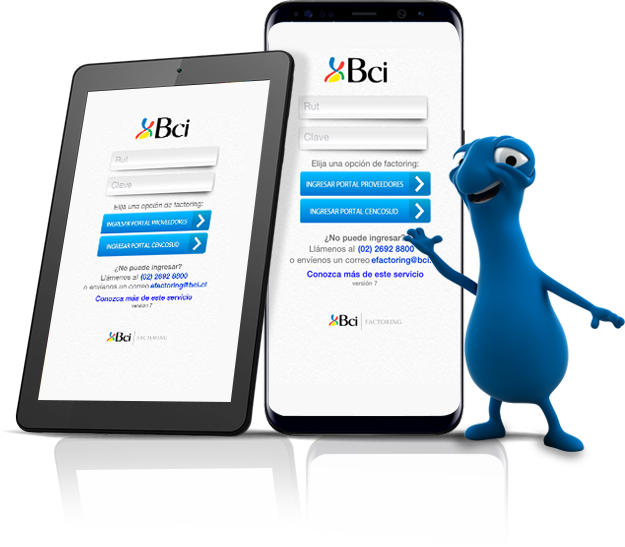 Bci
Rut
Clave
Elija una opción de factoring:
INGRESAR PORTAL PROVEEDORES
INGRESAR PORTAL CENCOSUD
¿No puede ingresar?
Llámenos al (02) 2692 8800
o envíenos un correo efactoring@bci.cl
Conozca más de este servicio
versión 7
Bci FACTORING
Bci
Rut
Clave
Elija una opción de factoring:
INGRESAR PORTAL PROVEEDORES
INGRESAR PORTAL CENCOSUD
¿No puede ingresar?
Llámenos al (02) 2692 8800
o envíenos un correo efactoring@bci.
Conozca más de este servicio
versión 7
Bci FACTORING